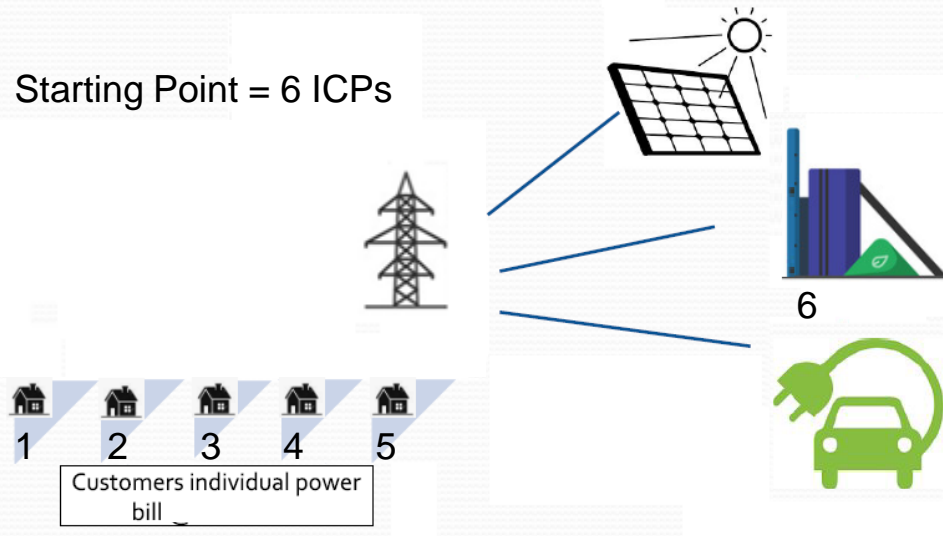 Starting Point = 6 ICPs
6
1 2 3 4 5
Customers individual power
bill